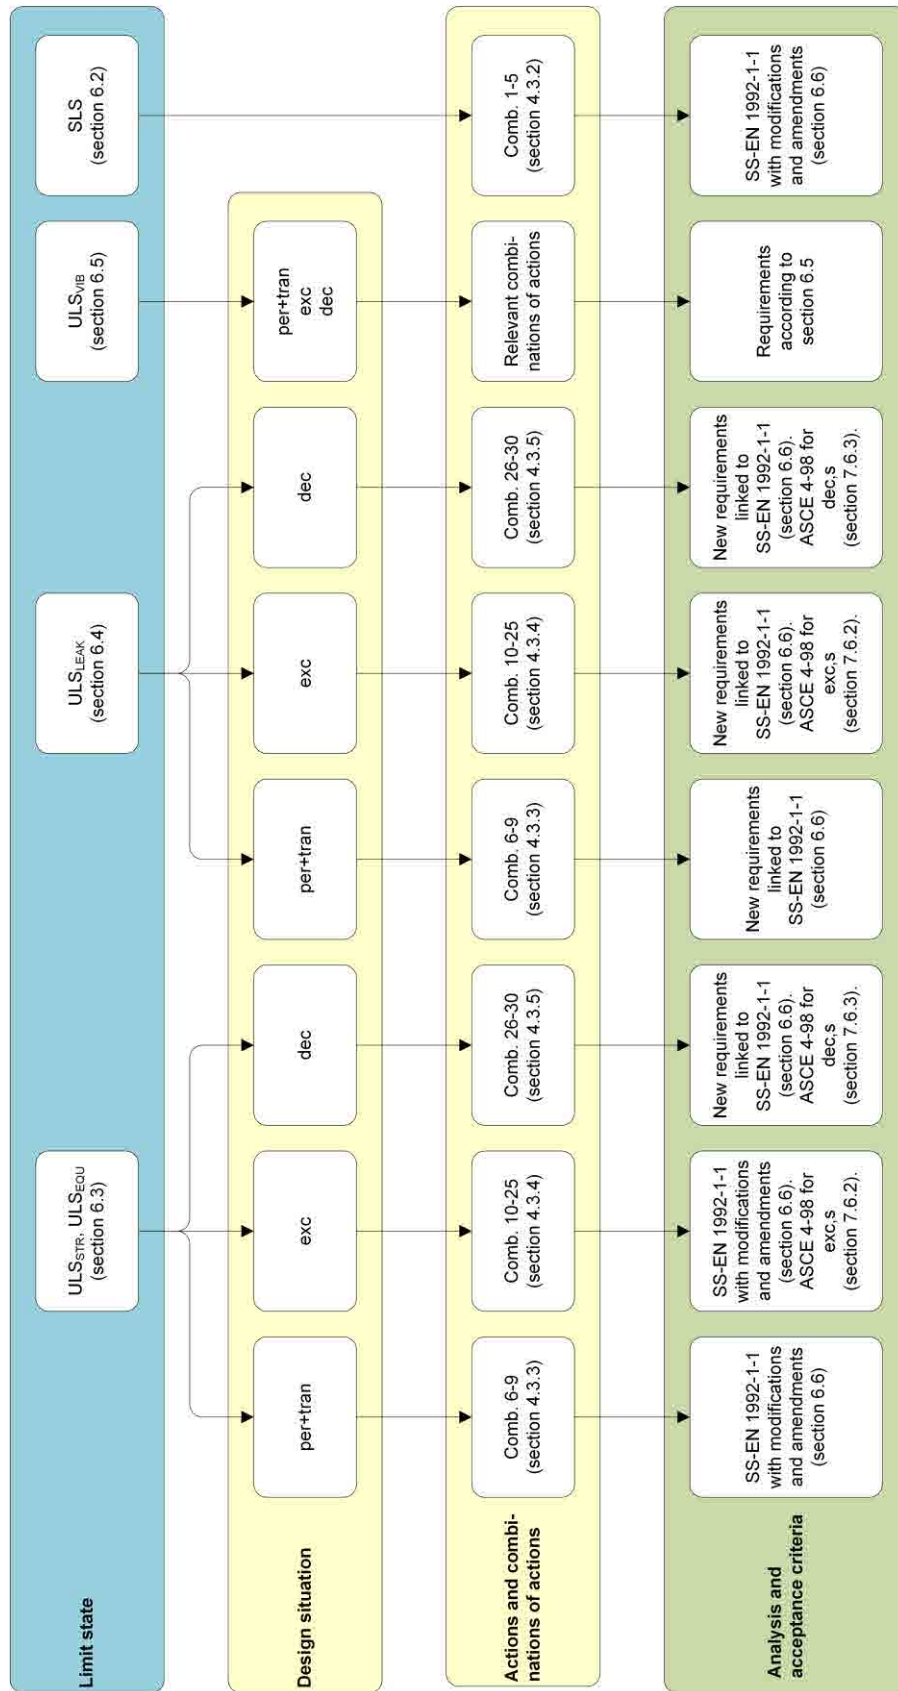 Limit state
ULSSTR, ULSEQU
(section 6.3)
ULSLEAK
(section 6.4)
ULSVIB
(section 6.5)
SLS
(section 6.2)
Design situation
per+tran
exc
dec
per+tran
exc
dec
per+tran
exc
dec
Actions and combi-
nations of actions
Comb. 6-9
(section 4.3.3)
Comb. 10-25
(section 4.3.4)
Comb. 26-30
(section 4.3.5)
Comb. 6-9
(section 4.3.3)
Comb. 10-25
(section 4.3.4)
Comb. 26-30
(section 4.3.5)
Relevant combi-
nations of actions
Comb. 1-5
(section 4.3.2)
Analysis and
acceptance criteria
SS-EN 1992-1-1
with modifications
and amendments
(section 6.6)
SS-EN 1992-1-1
with modifications
and amendments
(section 6.6).
ASCE 4-98 for
exc,s
(section 7.6.2).
New requirements
linked to
SS-EN 1992-1-1
(section 6.6).
ASCE 4-98 for
dec,s
(section 7.6.3).
New requirements
linked to
SS-EN 1992-1-1
(section 6.6)
New requirements
linked to
SS-EN 1992-1-1
(section 6.6).
ASCE 4-98 for
exc,s
(section 7.6.2).
New requirements
linked to
SS-EN 1992-1-1
(section 6.6).
ASCE 4-98 for
dec,s
(section 7.6.3).
Requirements
according to
section 6.5
SS-EN 1992-1-1
with modifications
and amendments
(section 6.6)